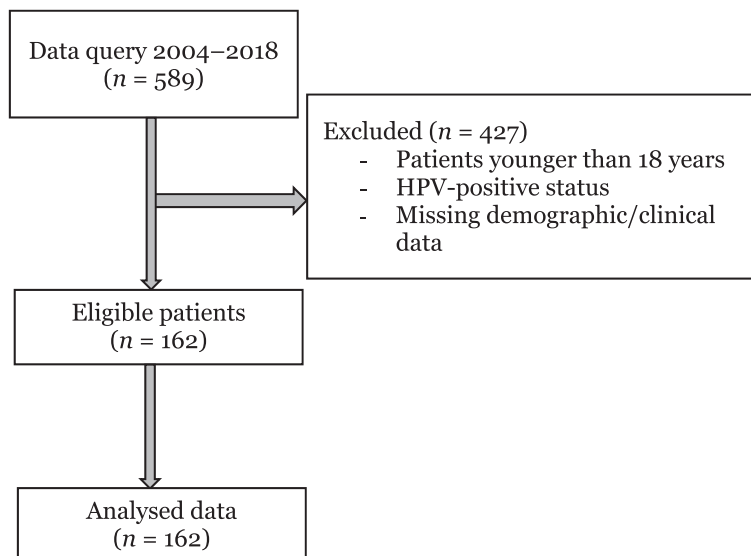 Data query 2004–2018
(n = 589)
Excluded (n = 427)
- Patients younger than 18 years
- HPV-positive status
- Missing demographic/clinical
data
Eligible patients
(n = 162)
Analysed data
(n = 162)